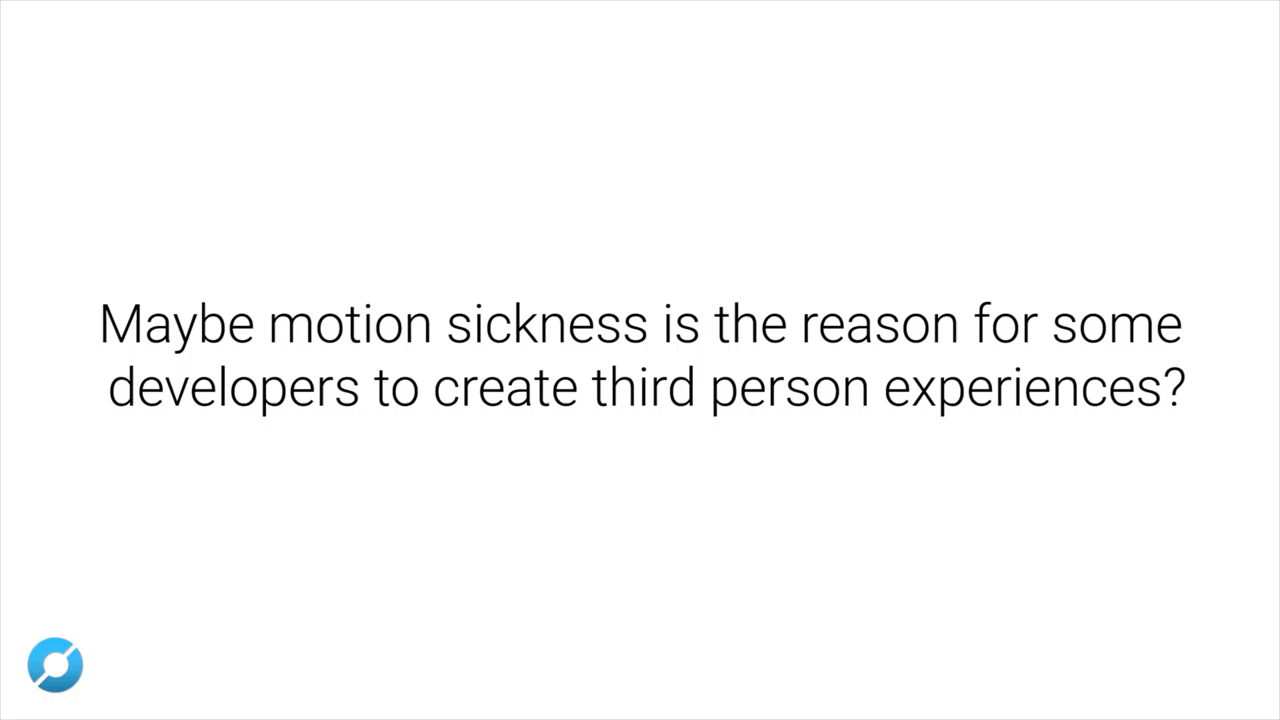 Maybe motion sickness is the reason for some
developers to create third person experiences?